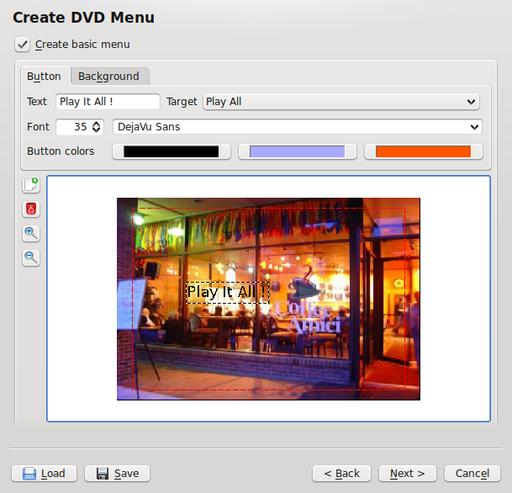 Create DVD Menu
Create basic menu
Button Background
Text Play It All ! Target Play All
Font 35 DejaVu Sans
Button colors
Play It All !
Coffee
Amici
Load Save < Back Next > Cancel